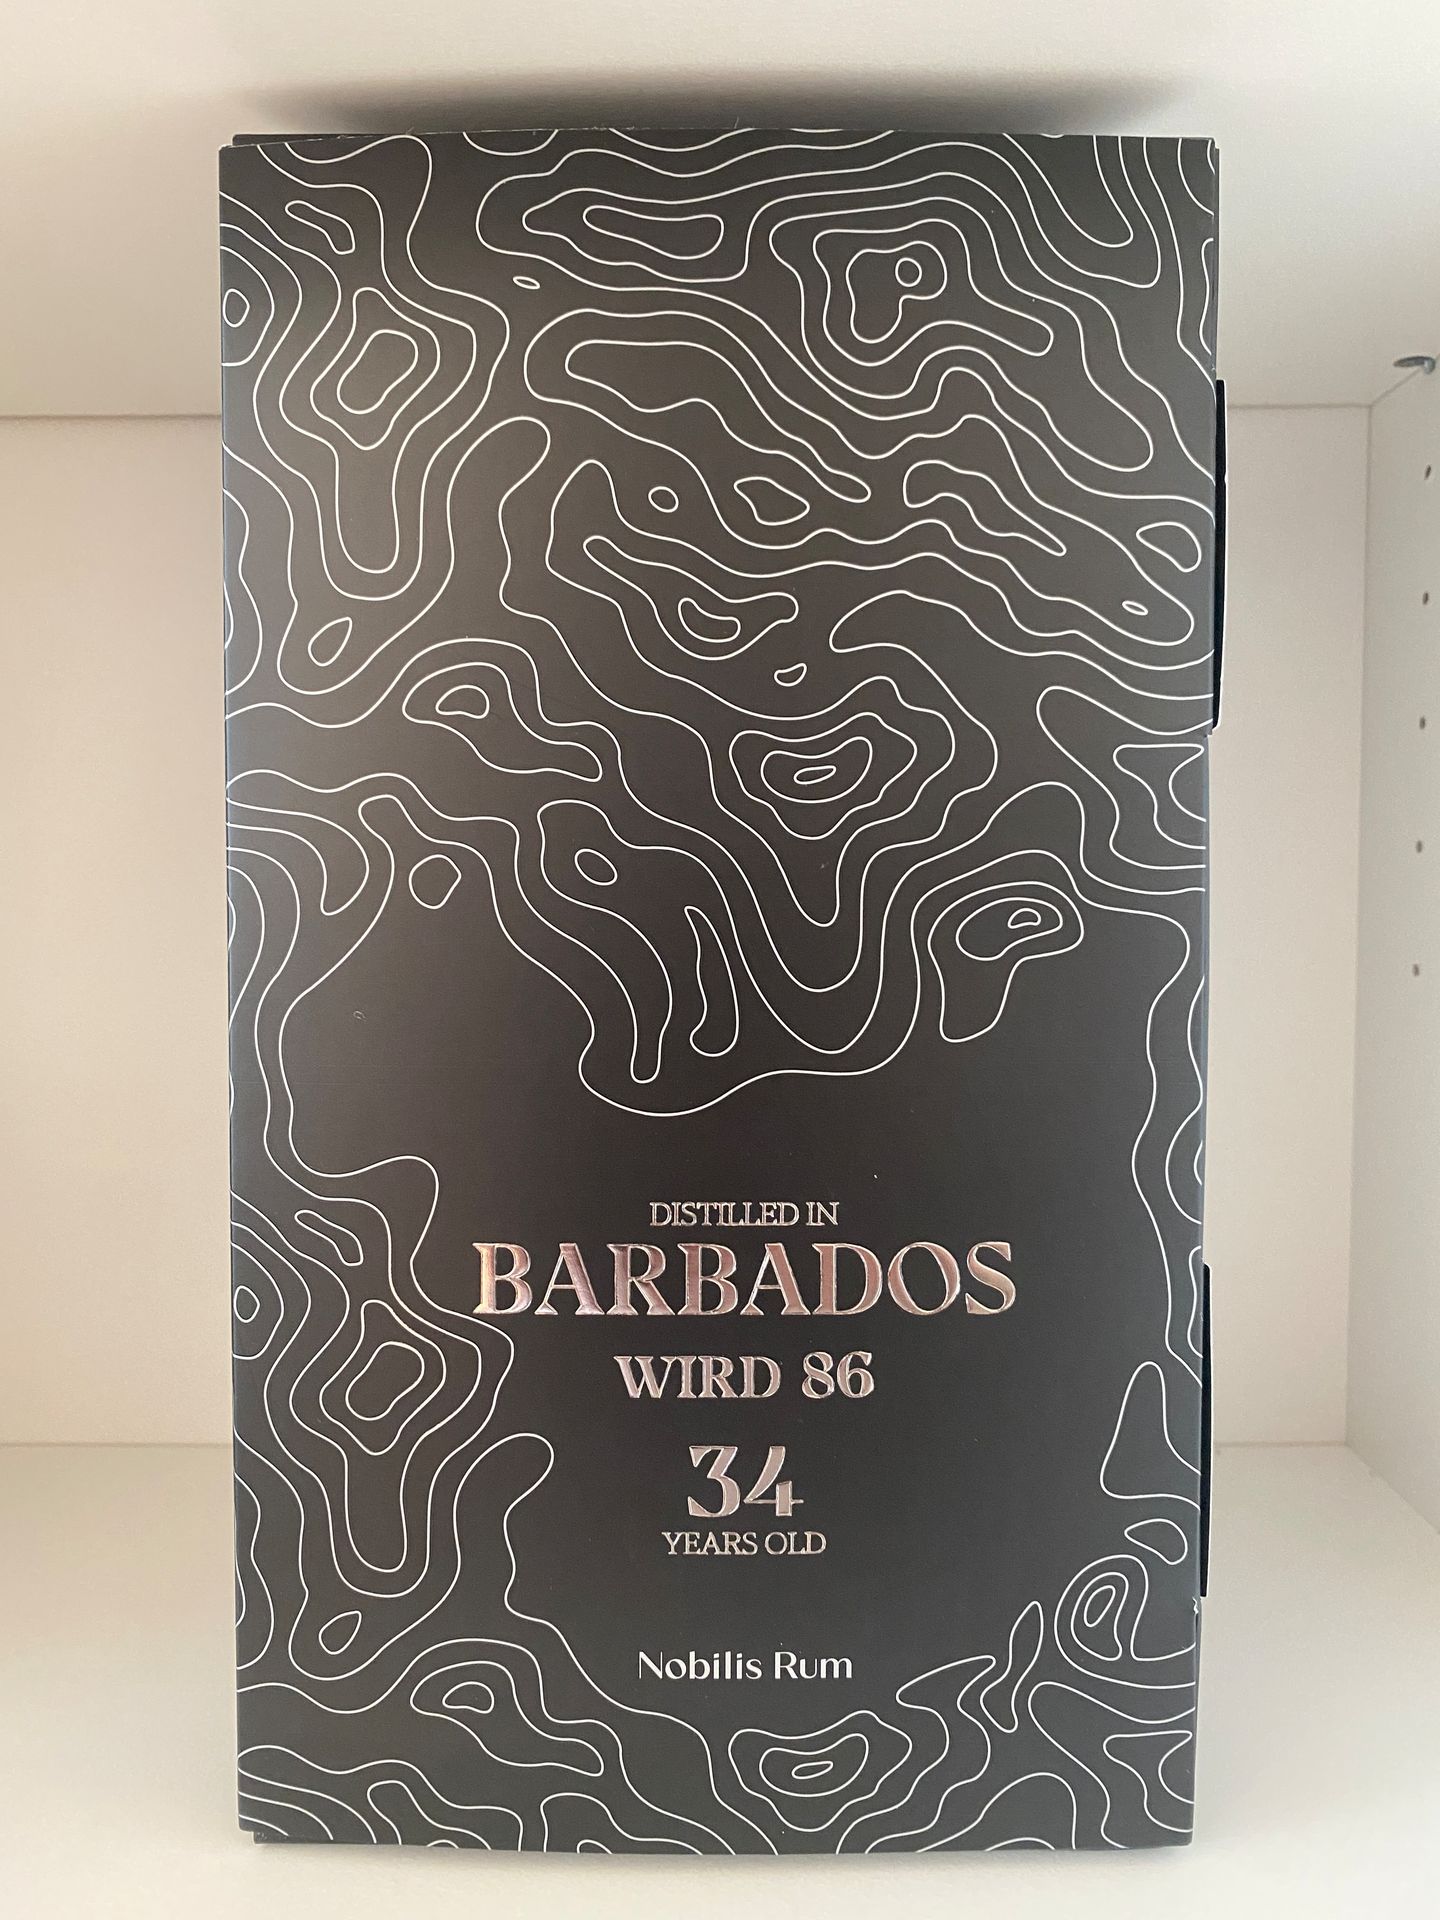 DISTILLED IN
BARBADOS
WIRD 86
34
YEARS OLD
Nobilis Rum